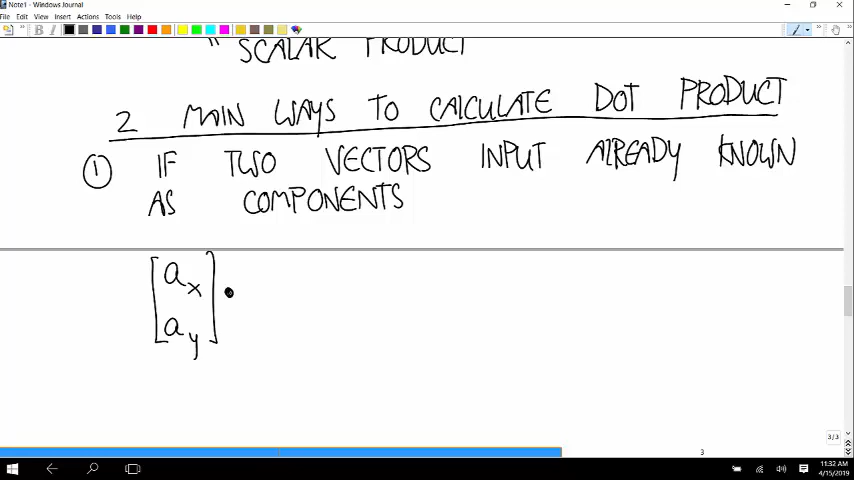 Note1 - Windows Journal
File Edit View Insert Actions Tools Help
" SCALAR PRODUCT
2 MAIN WAYS TO CALCULATE DOT PRODUCT
① IF TWO VECTORS INPUT ALREADY KNOWN
AS COMPONENTS
[aₓ
a_y] •
3/3
3
11:32 AM
4/15/2019